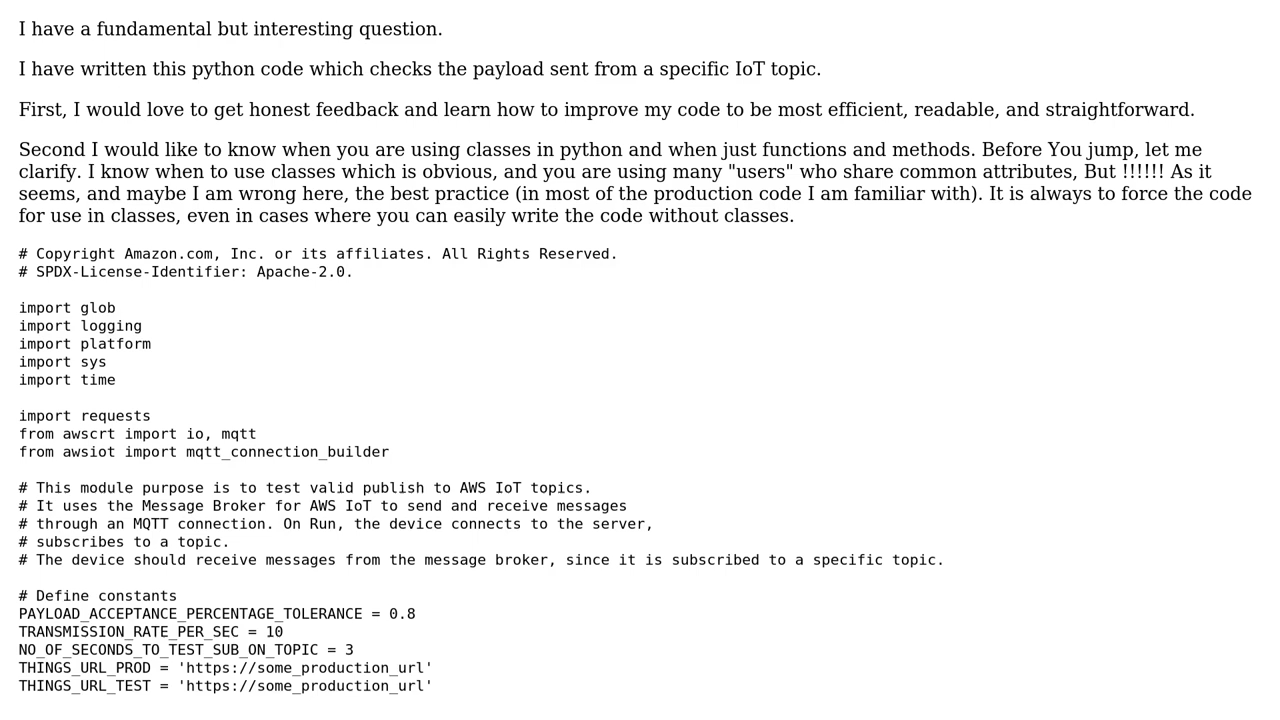 I have a fundamental but interesting question.
I have written this python code which checks the payload sent from a specific IoT topic.
First, I would love to get honest feedback and learn how to improve my code to be most efficient, readable, and straightforward.
Second I would like to know when you are using classes in python and when just functions and methods. Before You jump, let me
clarify. I know when to use classes which is obvious, and you are using many "users" who share common attributes, But !!!!!! As it
seems, and maybe I am wrong here, the best practice (in most of the production code I am familiar with). It is always to force the code
for use in classes, even in cases where you can easily write the code without classes.
# Copyright Amazon.com, Inc. or its affiliates. All Rights Reserved.
# SPDX-License-Identifier: Apache-2.0.
import glob
import logging
import platform
import sys
import time
import requests
from awscrt import io, mqtt
from awsiot import mqtt_connection_builder
# This module purpose is to test valid publish to AWS IoT topics.
# It uses the Message Broker for AWS IoT to send and receive messages
# through an MQTT connection. On Run, the device connects to the server,
# subscribes to a topic.
# The device should receive messages from the message broker, since it is subscribed to a specific topic.
# Define constants
PAYLOAD_ACCEPTANCE_PERCENTAGE_TOLERANCE = 0.8
TRANSMISSION_RATE_PER_SEC = 10
NO_OF_SECONDS_TO_TEST_SUB_ON_TOPIC = 3
THINGS_URL_PROD = 'https://some_production_url'
THINGS_URL_TEST = 'https://some_production_url'